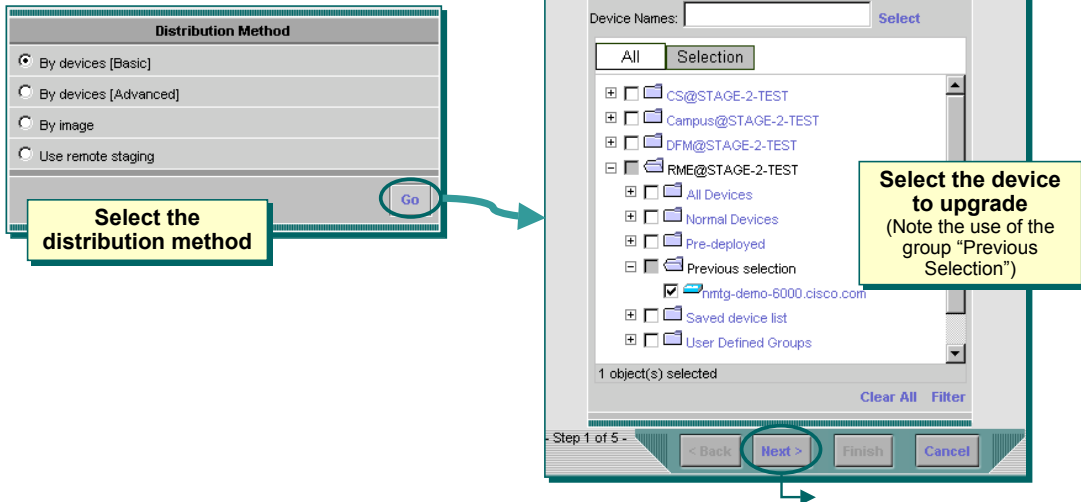 Distribution Method
By devices [Basic]
By devices [Advanced]
By image
Use remote staging
Go
Select the
distribution method
Device Names:
Select
All
Selection
CS@STAGE-2-TEST
Campus@STAGE-2-TEST
DFM@STAGE-2-TEST
RME@STAGE-2-TEST
All Devices
Normal Devices
Pre-deployed
Previous selection
nmtg-demo-6000.cisco.com
Saved device list
User Defined Groups
1 object(s) selected
Clear All Filter
Select the device
to upgrade
(Note the use of the
group “Previous
Selection”)
- Step 1 of 5 -
< Back
Next >
Finish
Cancel